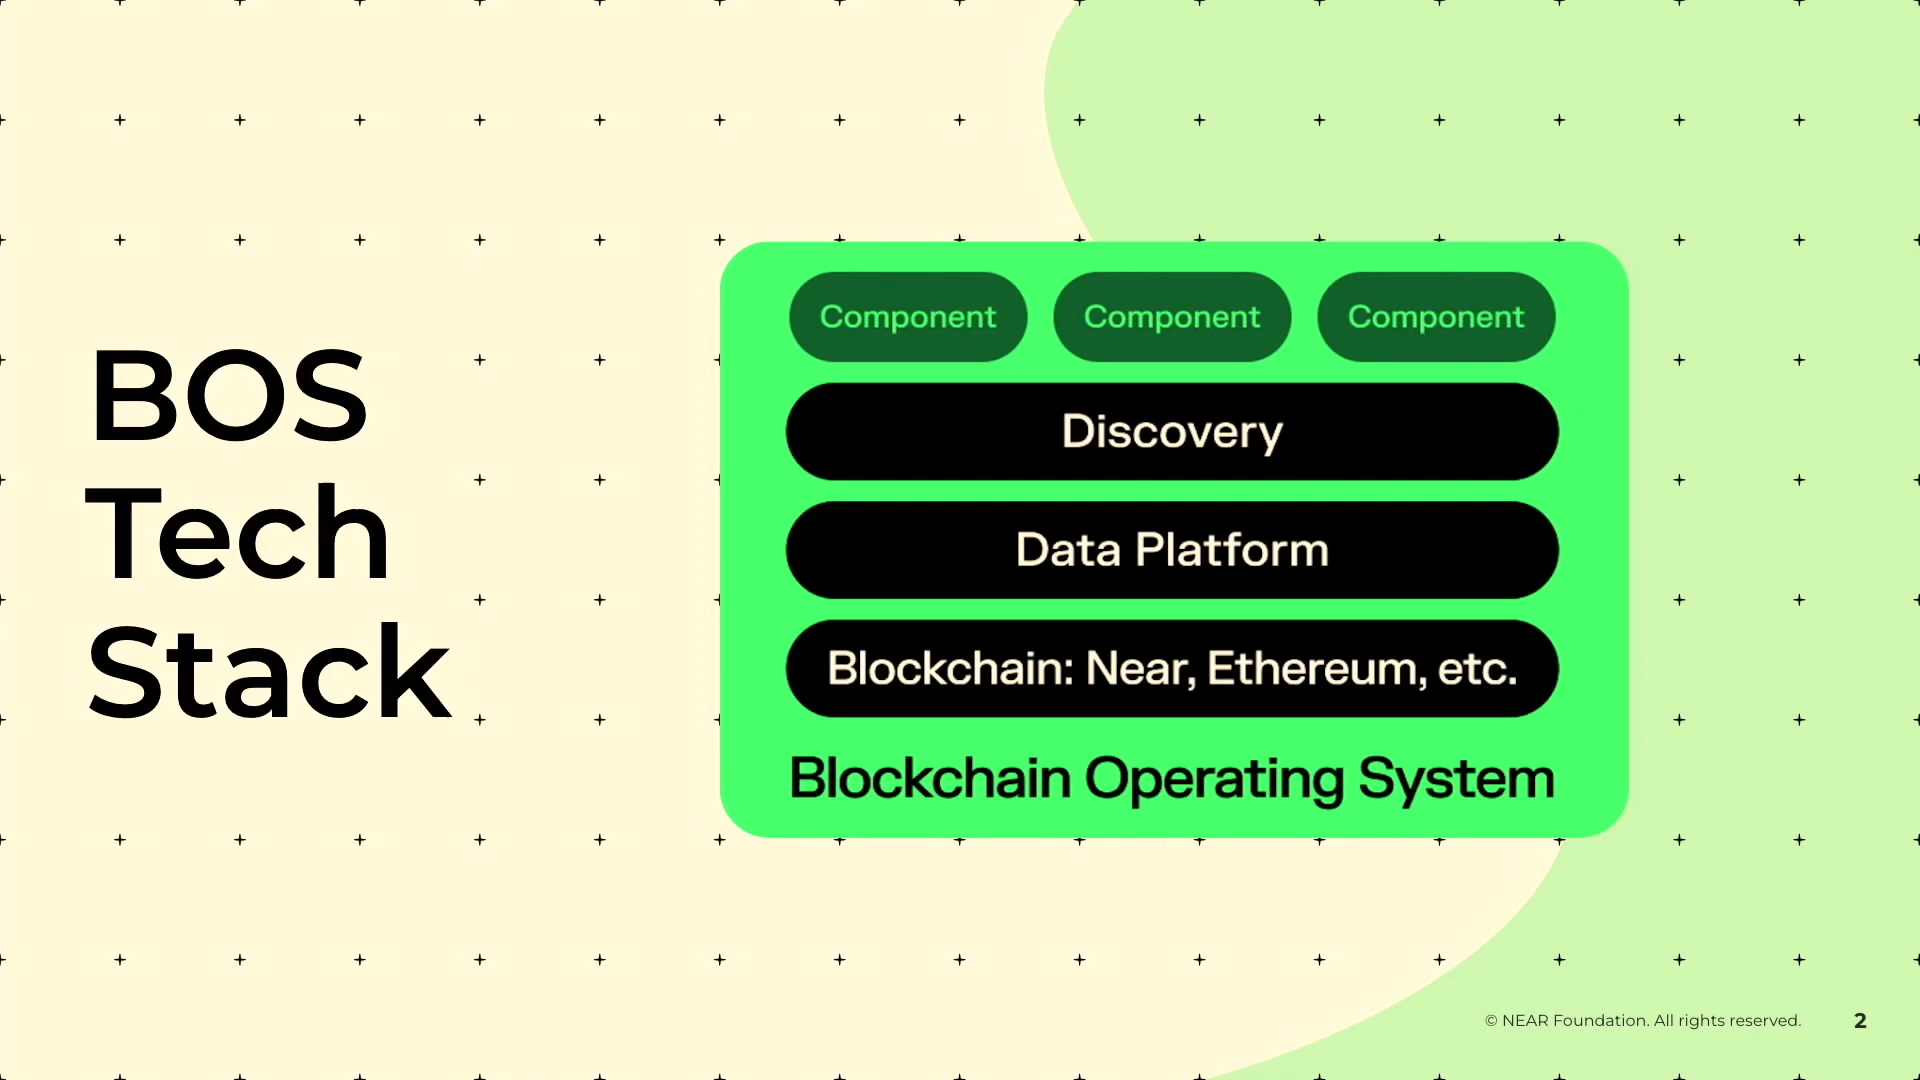 BOS
Tech
Stack
Component Component Component
Discovery
Data Platform
Blockchain: Near, Ethereum, etc.
Blockchain Operating System
© NEAR Foundation. All rights reserved. 2